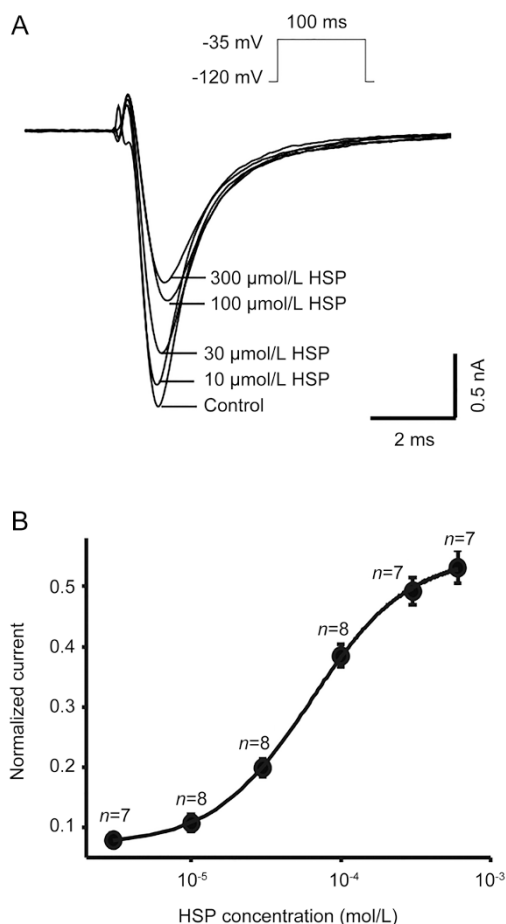 A
100 ms
-35 mV
-120 mV
300 µmol/L HSP
100 µmol/L HSP
30 µmol/L HSP
10 µmol/L HSP
Control
0.5 nA
2 ms
B
n=7
n=7
n=8
n=8
n=8
n=7
0.5
0.4
0.3
0.2
0.1
Normalized current
10⁻⁵
10⁻⁴
10⁻³
HSP concentration (mol/L)